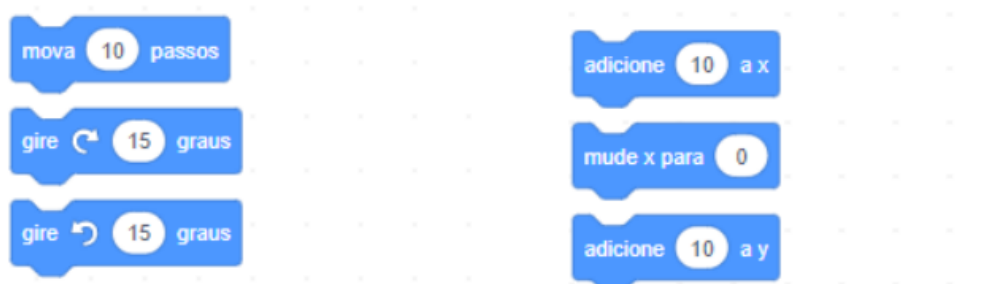 mova 10 passos
gire 15 graus
gire 15 graus
adicione 10 a x
mude x para 0
adicione 10 a y